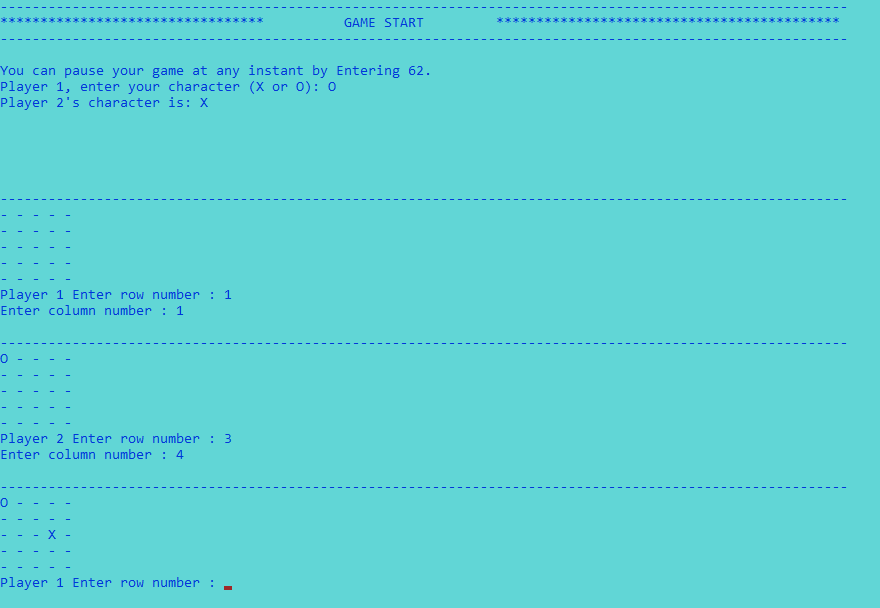 ----------------------------------------------------------------------------------------------------------
*********************************          GAME START         *******************************************
----------------------------------------------------------------------------------------------------------
You can pause your game at any instant by Entering 62.
Player 1, enter your character (X or O): O
Player 2's character is: X
----------------------------------------------------------------------------------------------------------
- - - - -
- - - - -
- - - - -
- - - - -
- - - - -
Player 1 Enter row number : 1
Enter column number : 1
----------------------------------------------------------------------------------------------------------
O - - - -
- - - - -
- - - - -
- - - - -
- - - - -
Player 2 Enter row number : 3
Enter column number : 4
----------------------------------------------------------------------------------------------------------
O - - - -
- - - - -
- - - X -
- - - - -
- - - - -
Player 1 Enter row number :